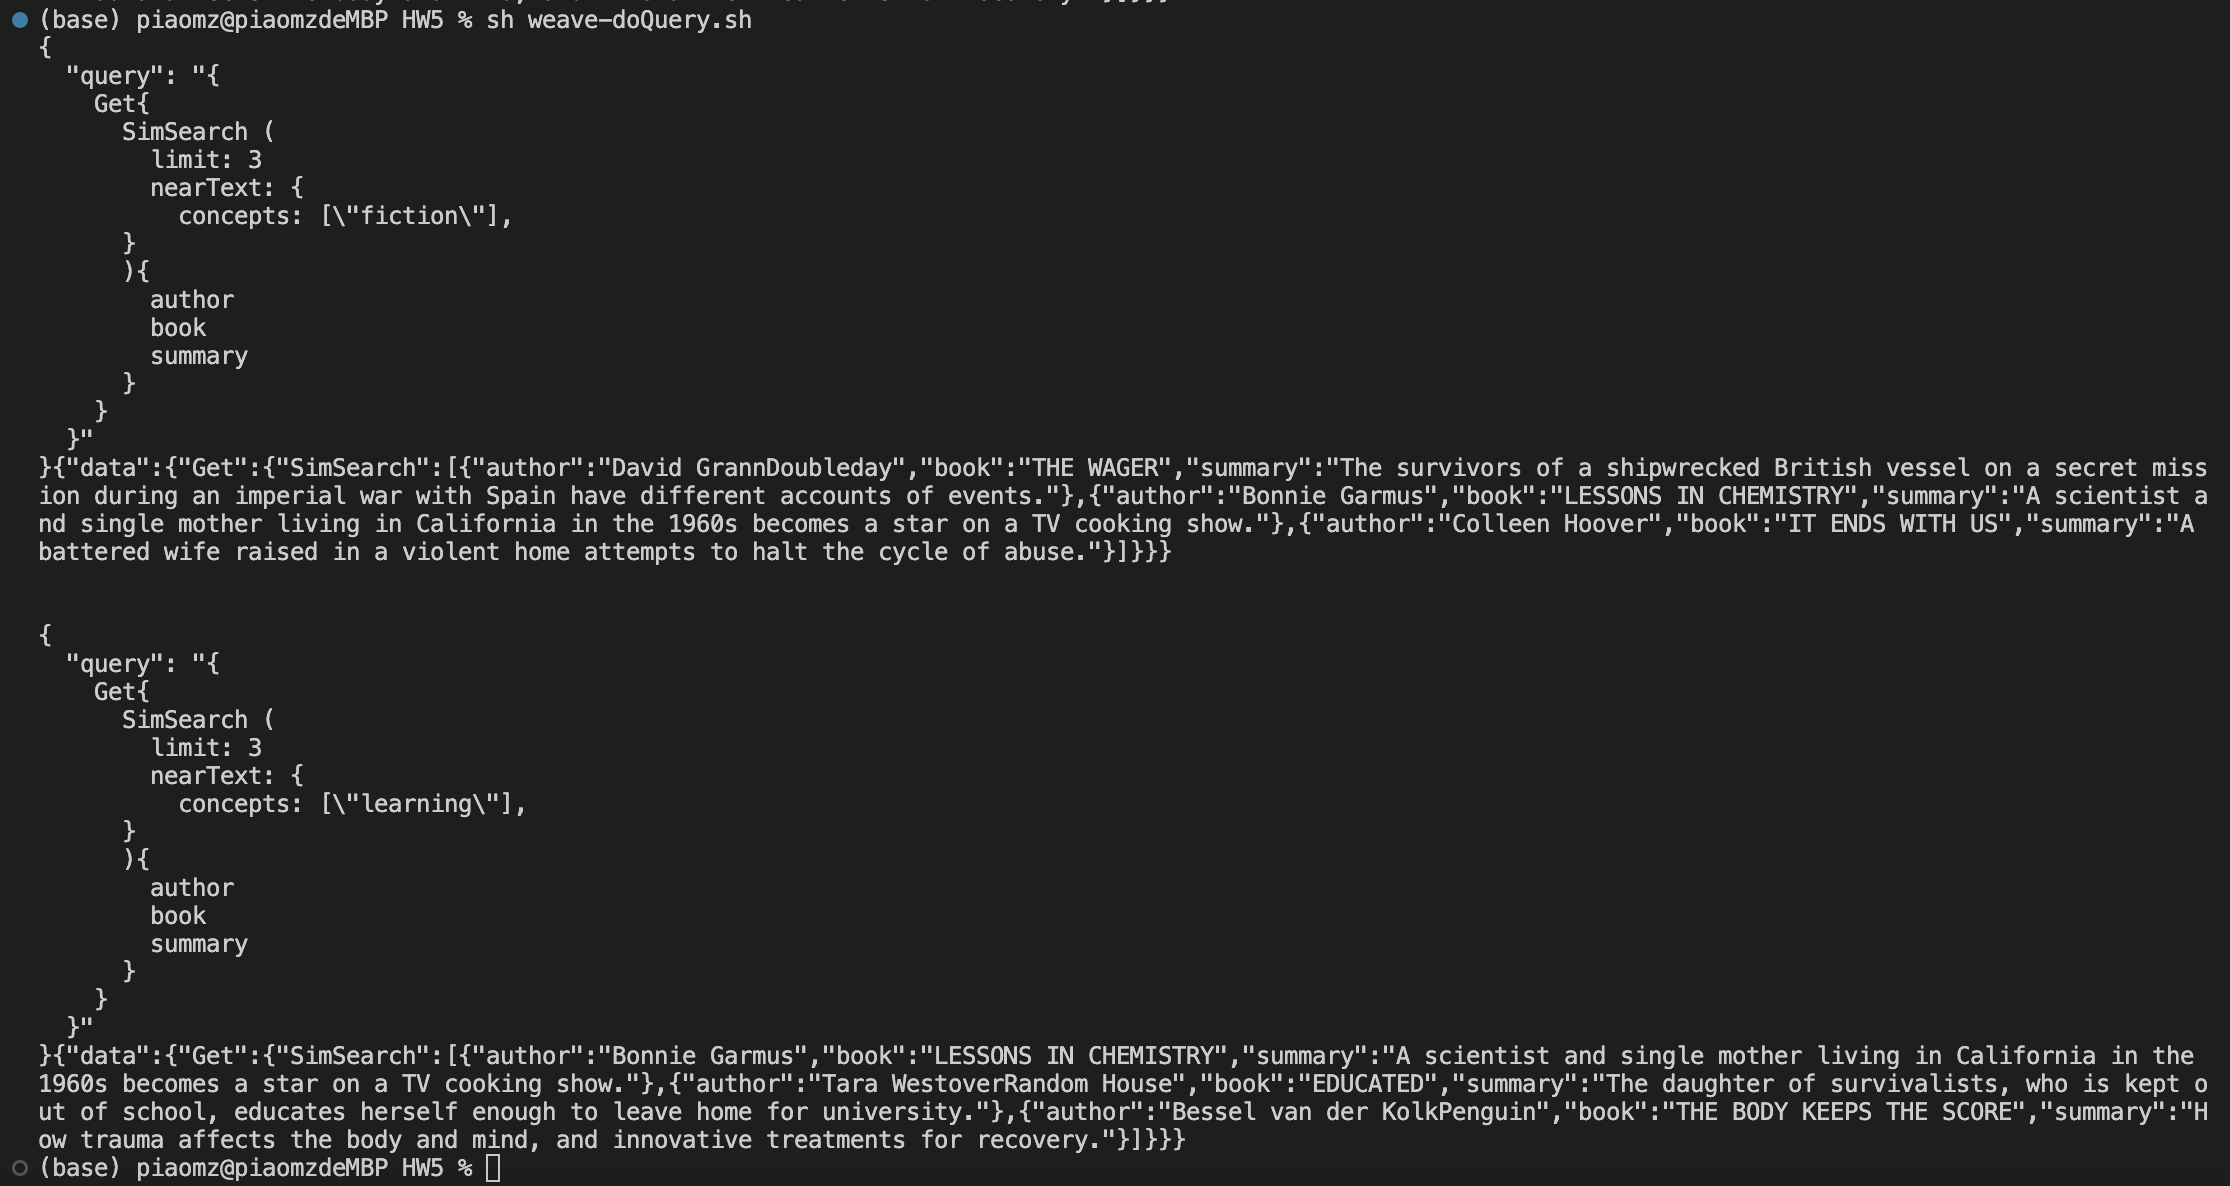 (base) piaomz@piaomzdeMBP HW5 % sh weave-doQuery.sh
{
  "query": "{
    Get{
      SimSearch (
        limit: 3
        nearText: {
          concepts: [\"fiction\"],
      }
      ){
        author
        book
        summary
      }
    }
  }"
}{"data":{"Get":{"SimSearch":[{"author":"David GrannDoubleday","book":"THE WAGER","summary":"The survivors of a shipwrecked British vessel on a secret miss
ion during an imperial war with Spain have different accounts of events."},{"author":"Bonnie Garmus","book":"LESSONS IN CHEMISTRY","summary":"A scientist a
nd single mother living in California in the 1960s becomes a star on a TV cooking show."},{"author":"Colleen Hoover","book":"IT ENDS WITH US","summary":"A
battered wife raised in a violent home attempts to halt the cycle of abuse."}]}}}
{
  "query": "{
    Get{
      SimSearch (
        limit: 3
        nearText: {
          concepts: [\"learning\"],
      }
      ){
        author
        book
        summary
      }
    }
  }"
}{"data":{"Get":{"SimSearch":[{"author":"Bonnie Garmus","book":"LESSONS IN CHEMISTRY","summary":"A scientist and single mother living in California in the
1960s becomes a star on a TV cooking show."},{"author":"Tara WestoverRandom House","book":"EDUCATED","summary":"The daughter of survivalists, who is kept o
ut of school, educates herself enough to leave home for university."},{"author":"Bessel van der KolkPenguin","book":"THE BODY KEEPS THE SCORE","summary":"H
ow trauma affects the body and mind, and innovative treatments for recovery."}]}}}
(base) piaomz@piaomzdeMBP HW5 %